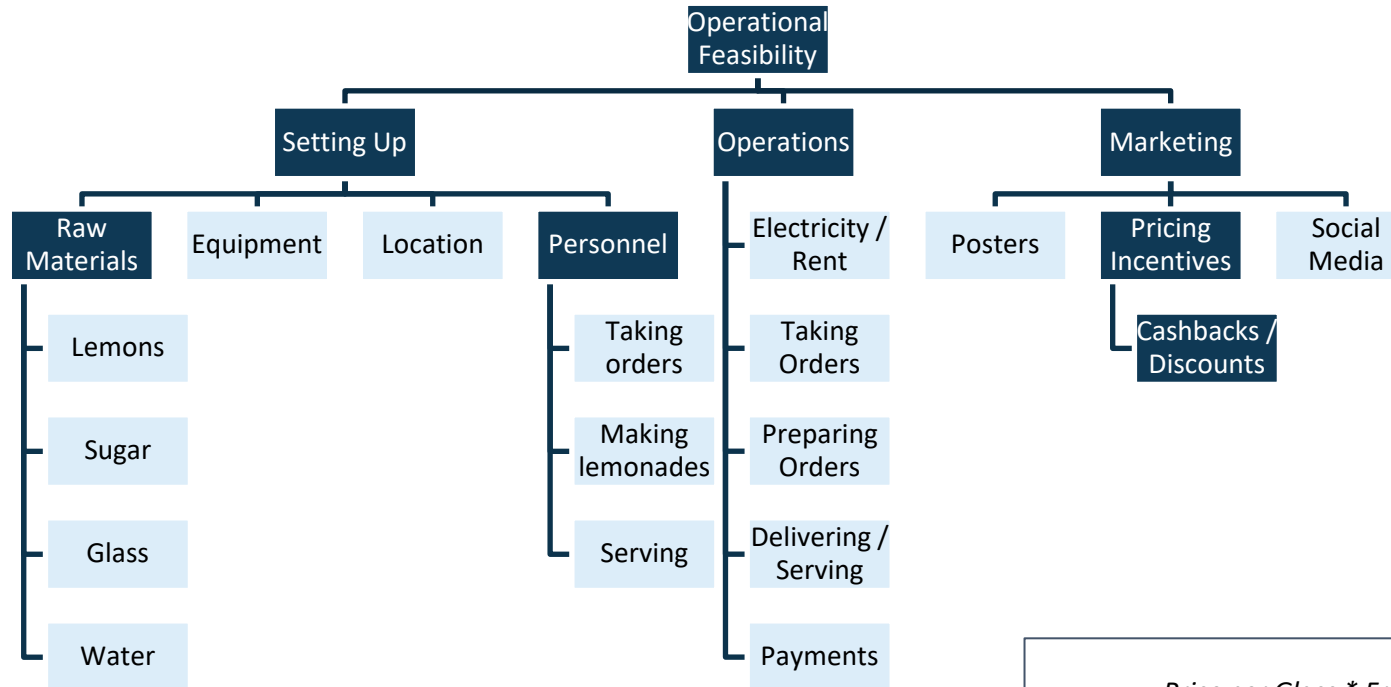 Operational
Feasibility
Setting Up
Operations
Marketing
Raw
Materials
Equipment
Location
Personnel
Electricity /
Rent
Posters
Pricing
Incentives
Social
Media
Lemons
Taking
orders
Taking
Orders
Cashbacks /
Discounts
Sugar
Making
lemonades
Preparing
Orders
Glass
Serving
Delivering /
Serving
Water
Payments